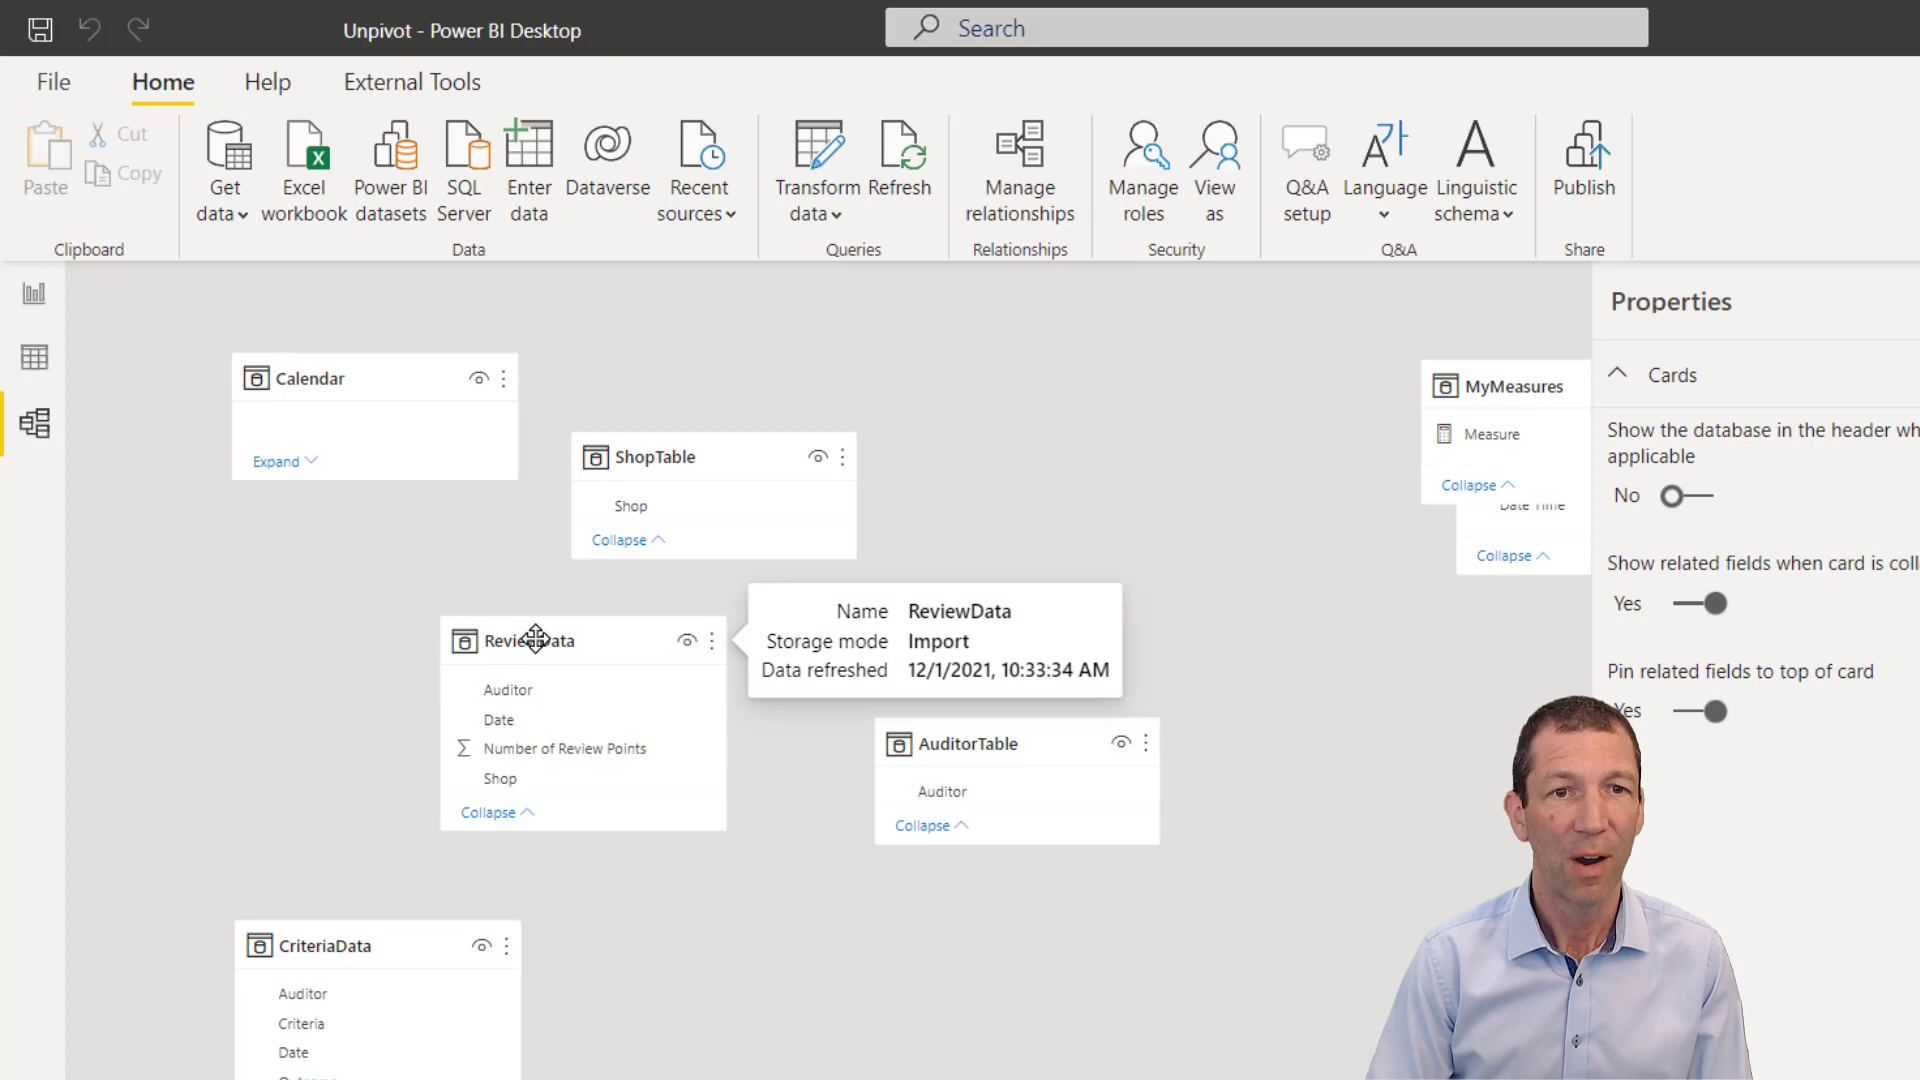 Unpivot - Power BI Desktop
Search
File
Home
Help
External Tools
Paste
Cut
Copy
Get data
Excel workbook
Power BI datasets
SQL Server
Enter data
Dataverse
Recent sources
Transform data
Refresh
Manage relationships
Manage roles
View as
Q&A setup
Language
Linguistic schema
Publish
Clipboard
Data
Queries
Relationships
Security
Q&A
Share
Calendar
Expand
ShopTable
Shop
Collapse
MyMeasures
Measure
Collapse
Date Time
Collapse
ReviewData
Auditor
Date
Number of Review Points
Shop
Collapse
Name ReviewData
Storage mode Import
Data refreshed 12/1/2021, 10:33:34 AM
AuditorTable
Auditor
Collapse
CriteriaData
Auditor
Criteria
Date
Properties
Cards
Show the database in the header wh
applicable
No
Show related fields when card is coll
Yes
Pin related fields to top of card
Yes